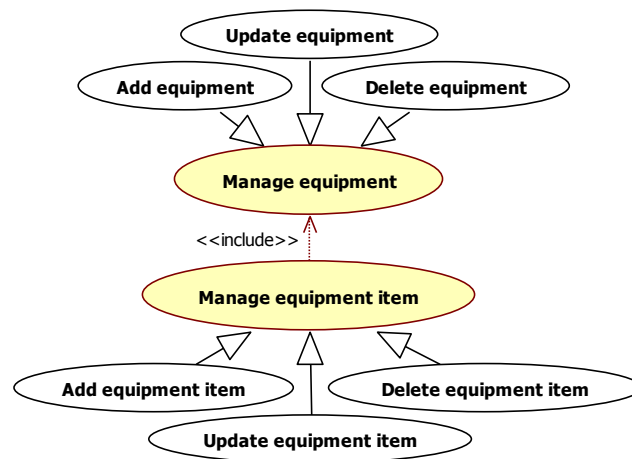 Update equipment
Add equipment
Delete equipment
Manage equipment
<<include>>
Manage equipment item
Add equipment item
Delete equipment item
Update equipment item